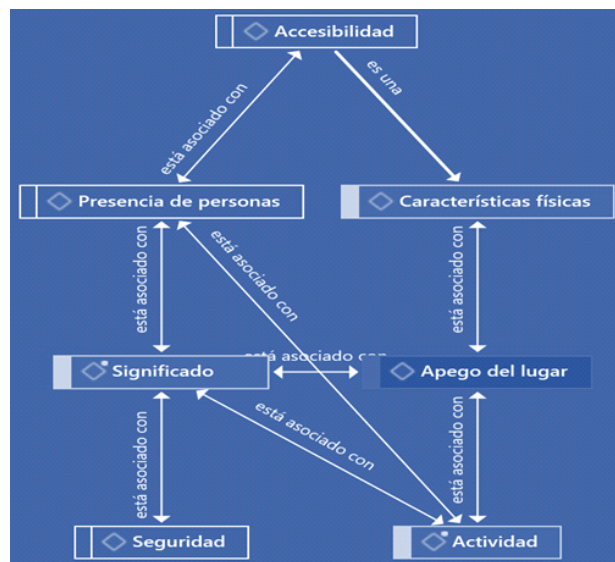 Accesibilidad
está asociado con
es una
Presencia de personas
Características físicas
está asociado con
está asociado con
está asociado con
está asociado con
Significado
Apego del lugar
está asociado con
está asociado con
está asociado con
Seguridad
Actividad